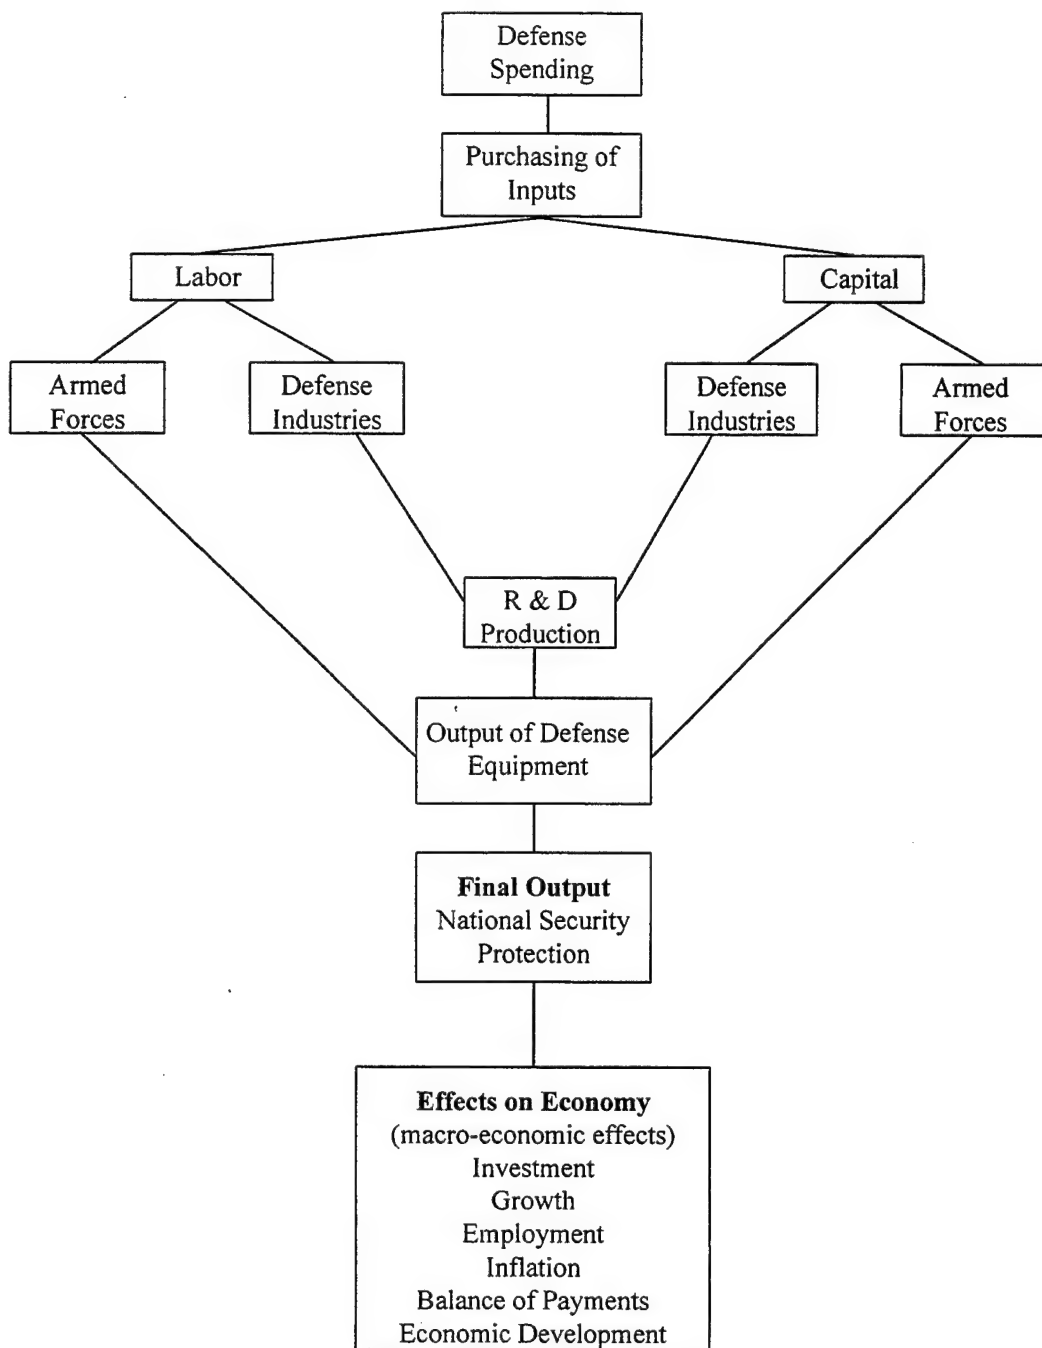 Defense
Spending
Purchasing of
Inputs
Labor
Capital
Armed
Forces
Defense
Industries
Defense
Industries
Armed
Forces
R & D
Production
Output of Defense
Equipment
Final Output
National Security
Protection
Effects on Economy
(macro-economic effects)
Investment
Growth
Employment
Inflation
Balance of Payments
Economic Development